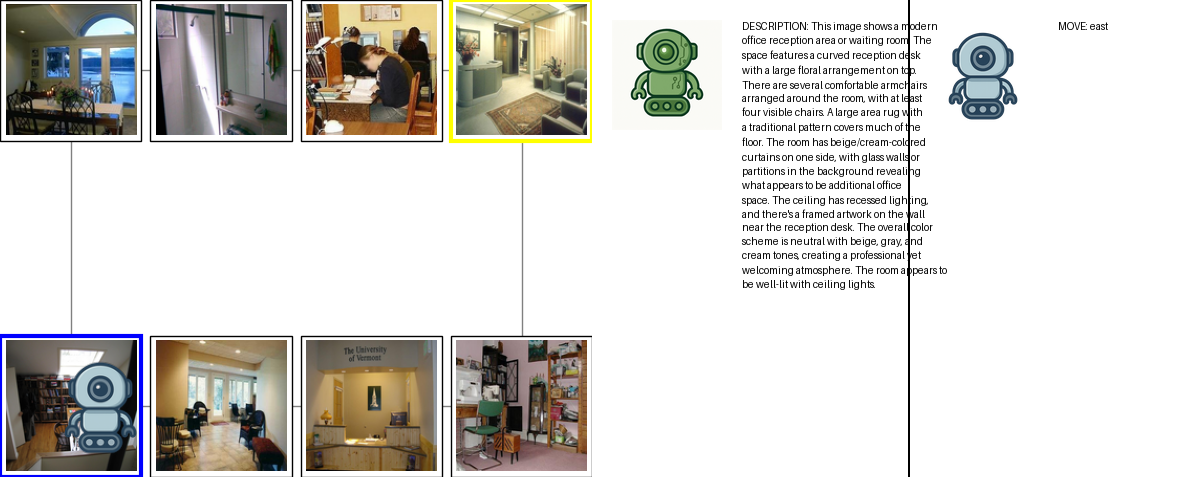 The University
of Vermont
DESCRIPTION: This image shows a modern
office reception area or waiting room. The
space features a curved reception desk
with a large floral arrangement on top.
There are several comfortable armchairs
arranged around the room, with at least
four visible chairs. A large area rug with
a traditional pattern covers much of the
floor. The room has beige/cream-colored
curtains on one side, with glass walls or
partitions in the background revealing
what appears to be additional office
space. The ceiling has recessed lighting,
and there's a framed artwork on the wall
near the reception desk. The overall color
scheme is neutral with beige, gray, and
cream tones, creating a professional yet
welcoming atmosphere. The room appears to
be well-lit with ceiling lights.
MOVE: east